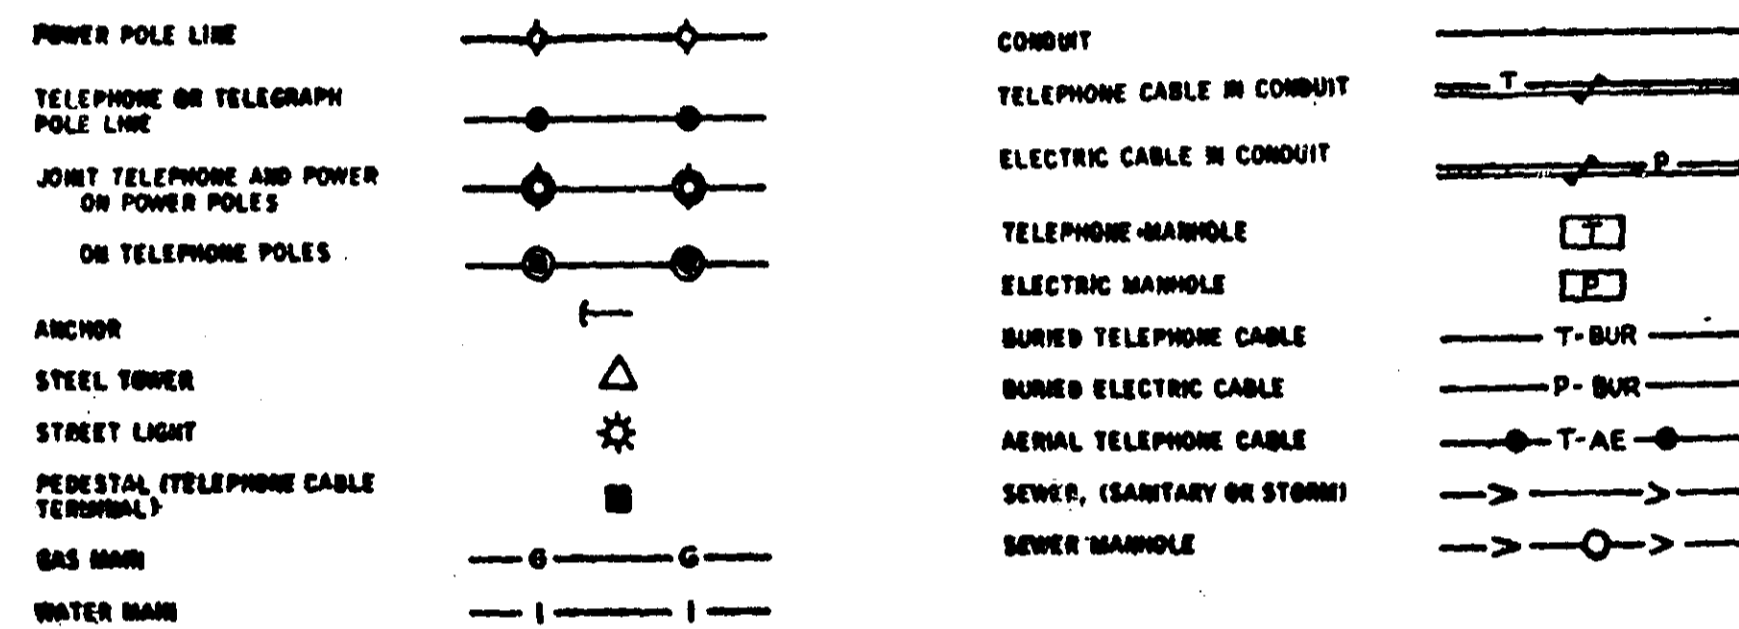 POWER POLE LINE
TELEPHONE OR TELEGRAPH
POLE LINE
JOINT TELEPHONE AND POWER
ON POWER POLES
ON TELEPHONE POLES
ANCHOR
STEEL TOWER
STREET LIGHT
PEDESTAL (TELEPHONE CABLE
TERMINAL)
GAS MAIN G G
WATER MAIN
CONDUIT
TELEPHONE CABLE IN CONDUIT T
ELECTRIC CABLE IN CONDUIT P
TELEPHONE MANHOLE T
ELECTRIC MANHOLE P
BURIED TELEPHONE CABLE T-BUR
BURIED ELECTRIC CABLE P-BUR
AERIAL TELEPHONE CABLE T-AE
SEWER, (SANITARY OR STORM)
SEWER MANHOLE